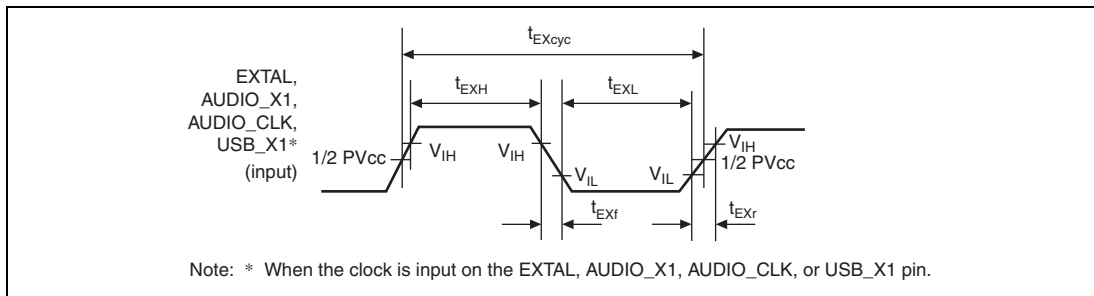 tEXcyc
tEXH
tEXL
EXTAL,
AUDIO_X1,
AUDIO_CLK,
USB_X1*
(input)
1/2 PVcc
VIH
VIH
VIL
VIL
VIH
1/2 PVcc
tEXf
tEXr
Note: * When the clock is input on the EXTAL, AUDIO_X1, AUDIO_CLK, or USB_X1 pin.